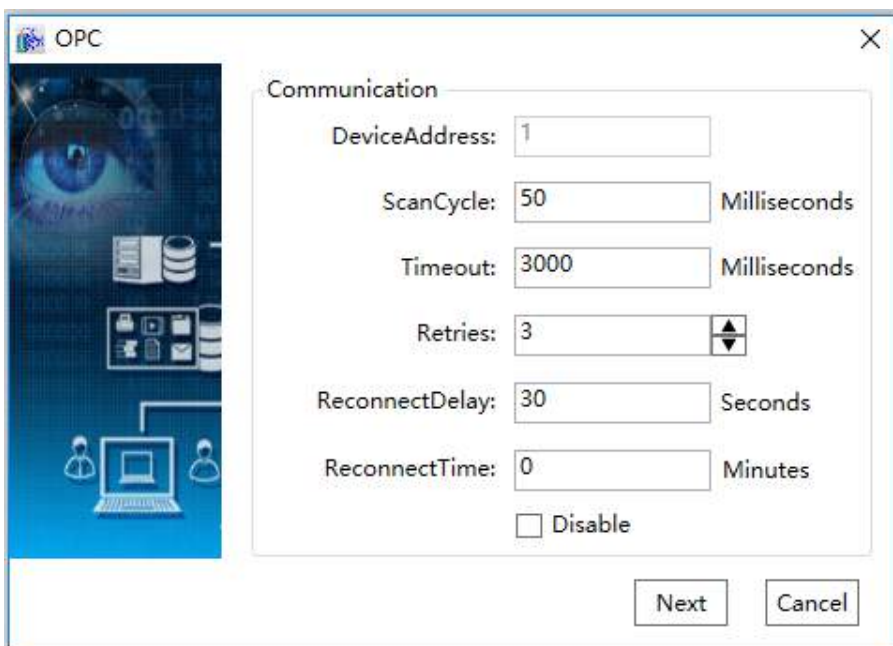 OPC
Communication
DeviceAddress: 1
ScanCycle: 50 Milliseconds
Timeout: 3000 Milliseconds
Retries: 3
ReconnectDelay: 30 Seconds
ReconnectTime: 0 Minutes
Disable
Next Cancel